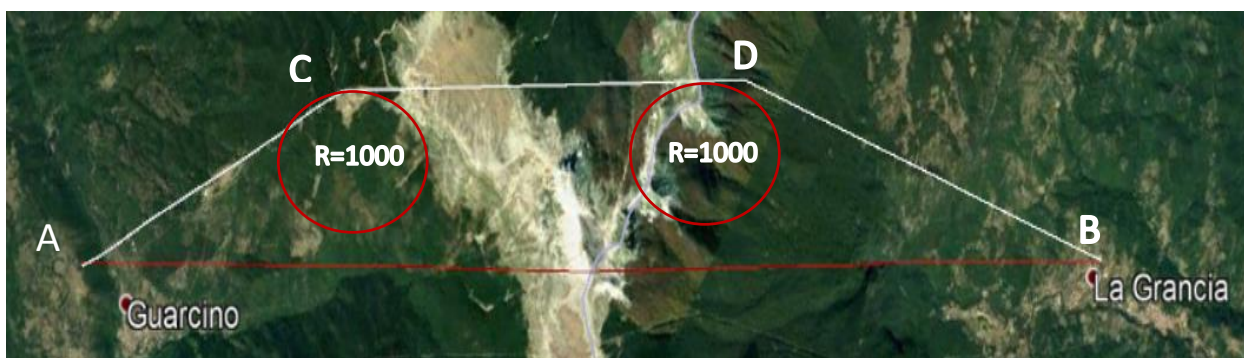 C
D
R=1000
R=1000
A
B
La Grancia
Guarcino